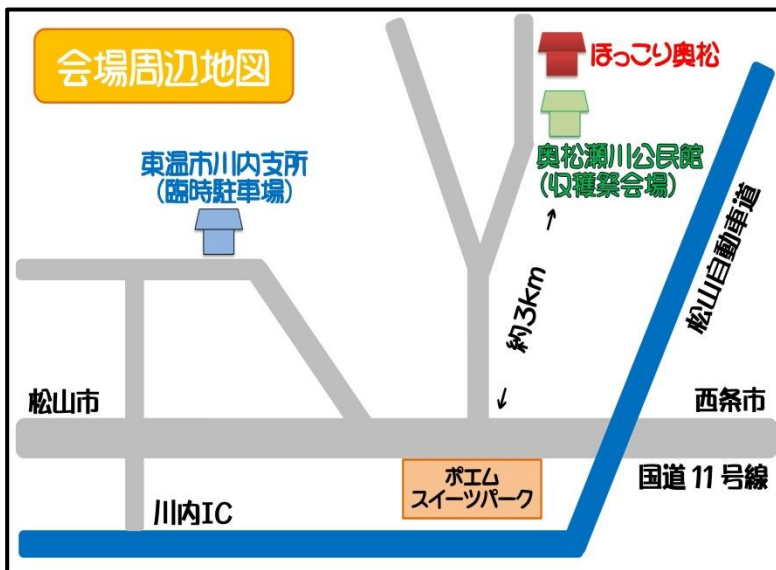 会場周辺地図
ほっこり奥松
東温市川内支所
(臨時駐車場)
奥松瀬川公民館
(収穫祭会場)
松山自動車道
約3km
松山市
西条市
ポエム
スイーツパーク
国道11号線
川内IC